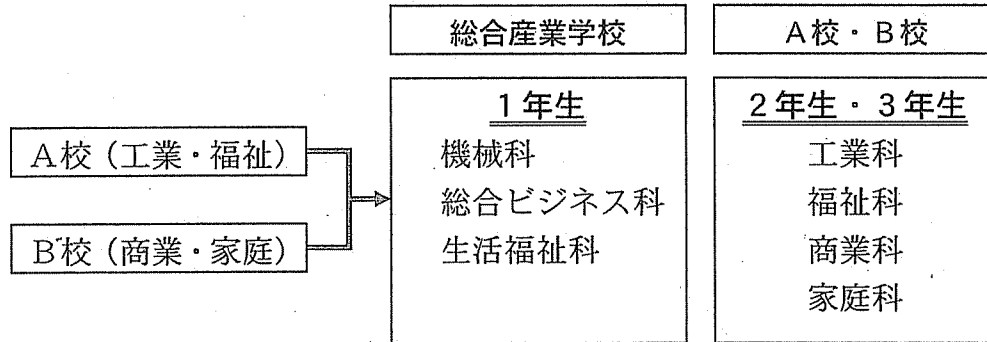 総合産業学校
A校・B校
A校（工業・福祉）
B校（商業・家庭）
1年生
機械科
総合ビジネス科
生活福祉科
2年生・3年生
工業科
福祉科
商業科
家庭科